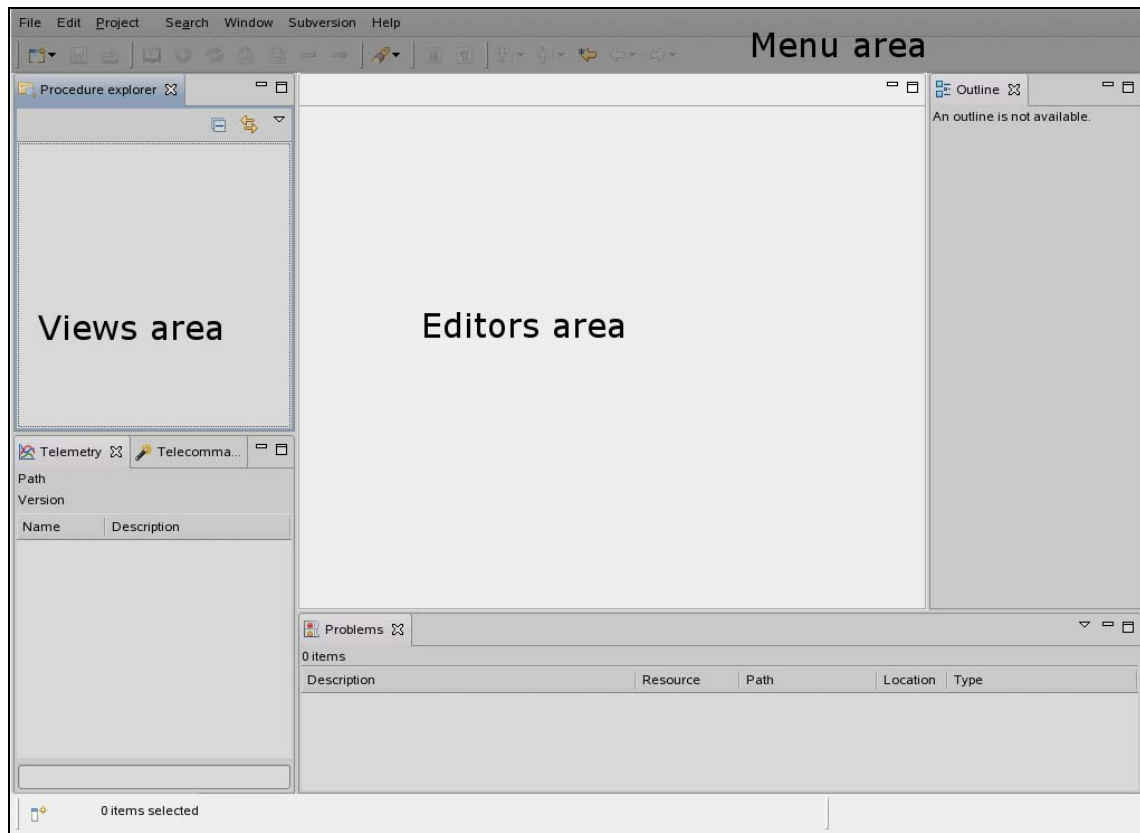 File Edit Project Search Window Subversion Help
Menu area
Procedure explorer
Outline
An outline is not available.
Views area
Editors area
Telemetry Telecomma...
Path
Version
Name Description
Problems
0 items
Description Resource Path Location Type
0 items selected